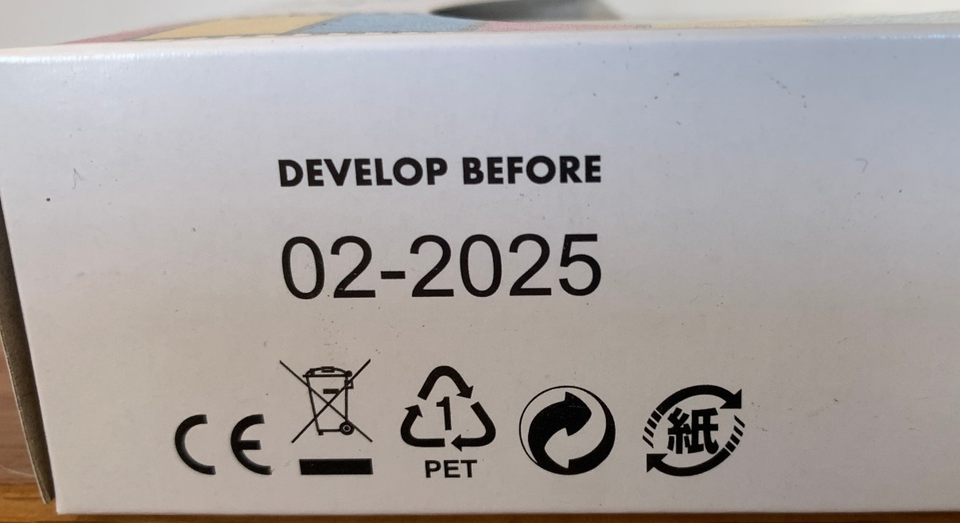 DEVELOP BEFORE
02-2025
CE 1 紙
PET